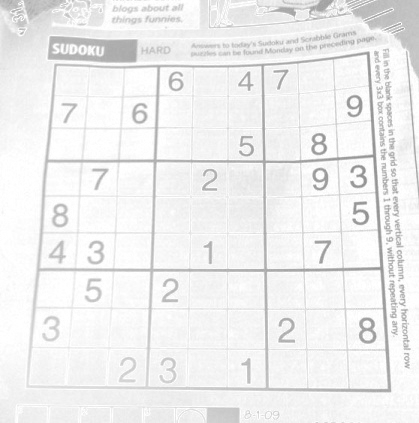 blogs about all
things funnies.
SUDOKU HARD
Answers to today's Sudoku and Scrabble Grams
puzzles can be found Monday on the preceding page.
Fill in the blank spaces in the grid so that every vertical column, every horizontal row
and every 3x3 box contains the numbers 1 through 9, without repeating any.
6 4 7
7 6 9
5 8
7 2 9 3
8 5
4 3 1 7
5 2
3 2 8
2 3 1
8-1-09